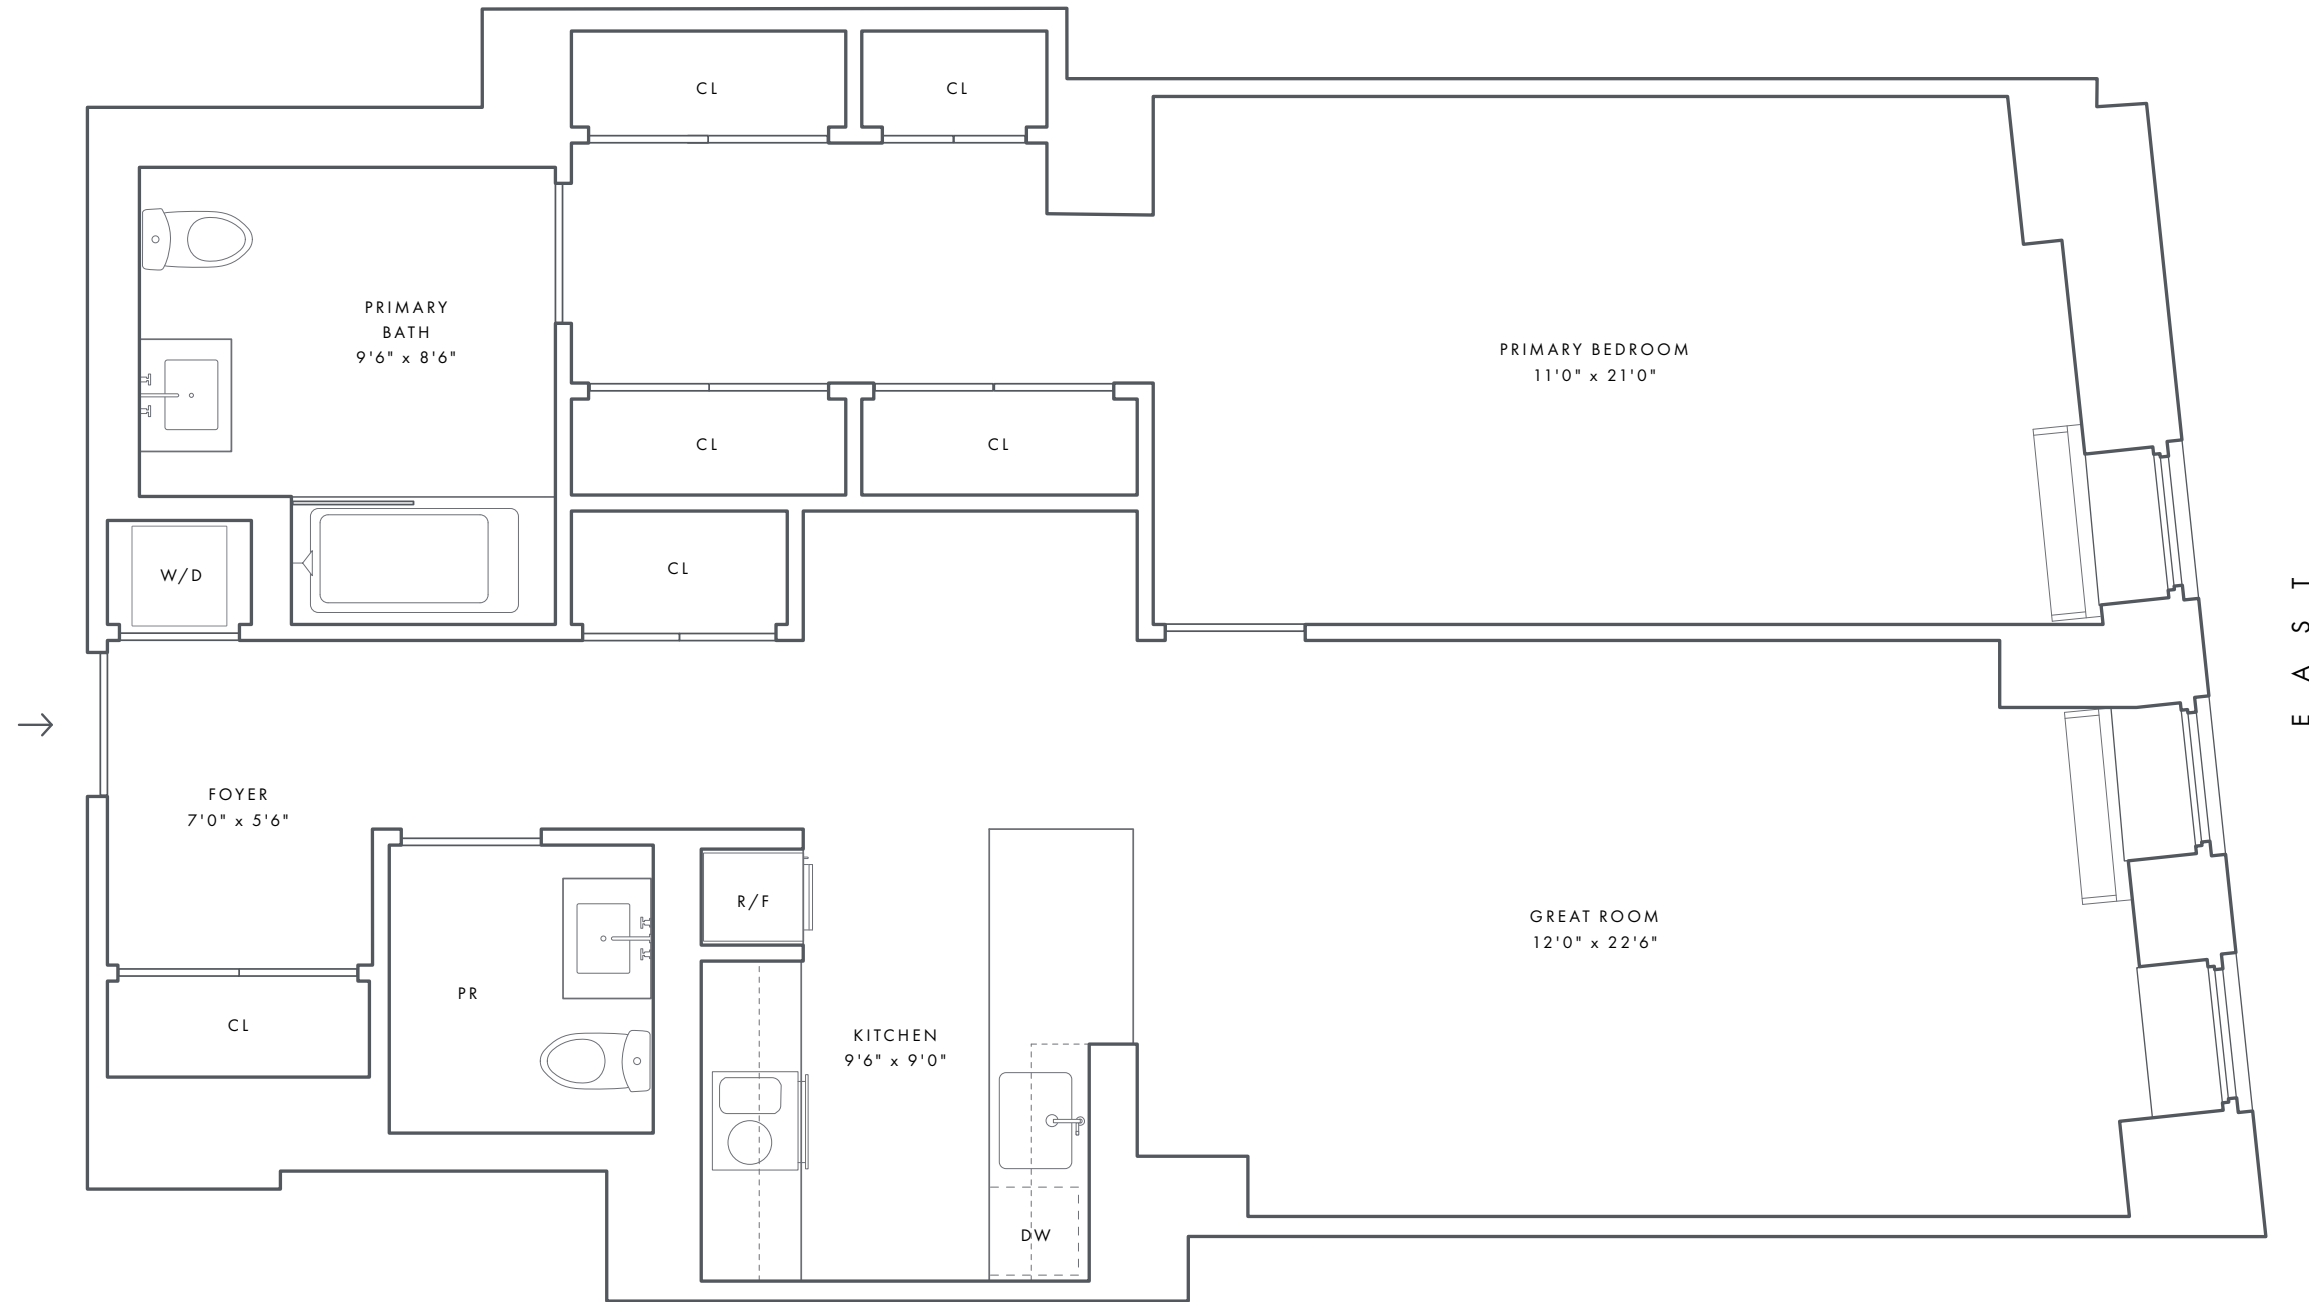 CL
CL
PRIMARY
BATH
9'6" x 8'6"
PRIMARY BEDROOM
11'0" x 21'0"
CL
CL
W/D
CL
EAST
FOYER
7'0" x 5'6"
R/F
GREAT ROOM
12'0" x 22'6"
PR
CL
KITCHEN
9'6" x 9'0"
DW